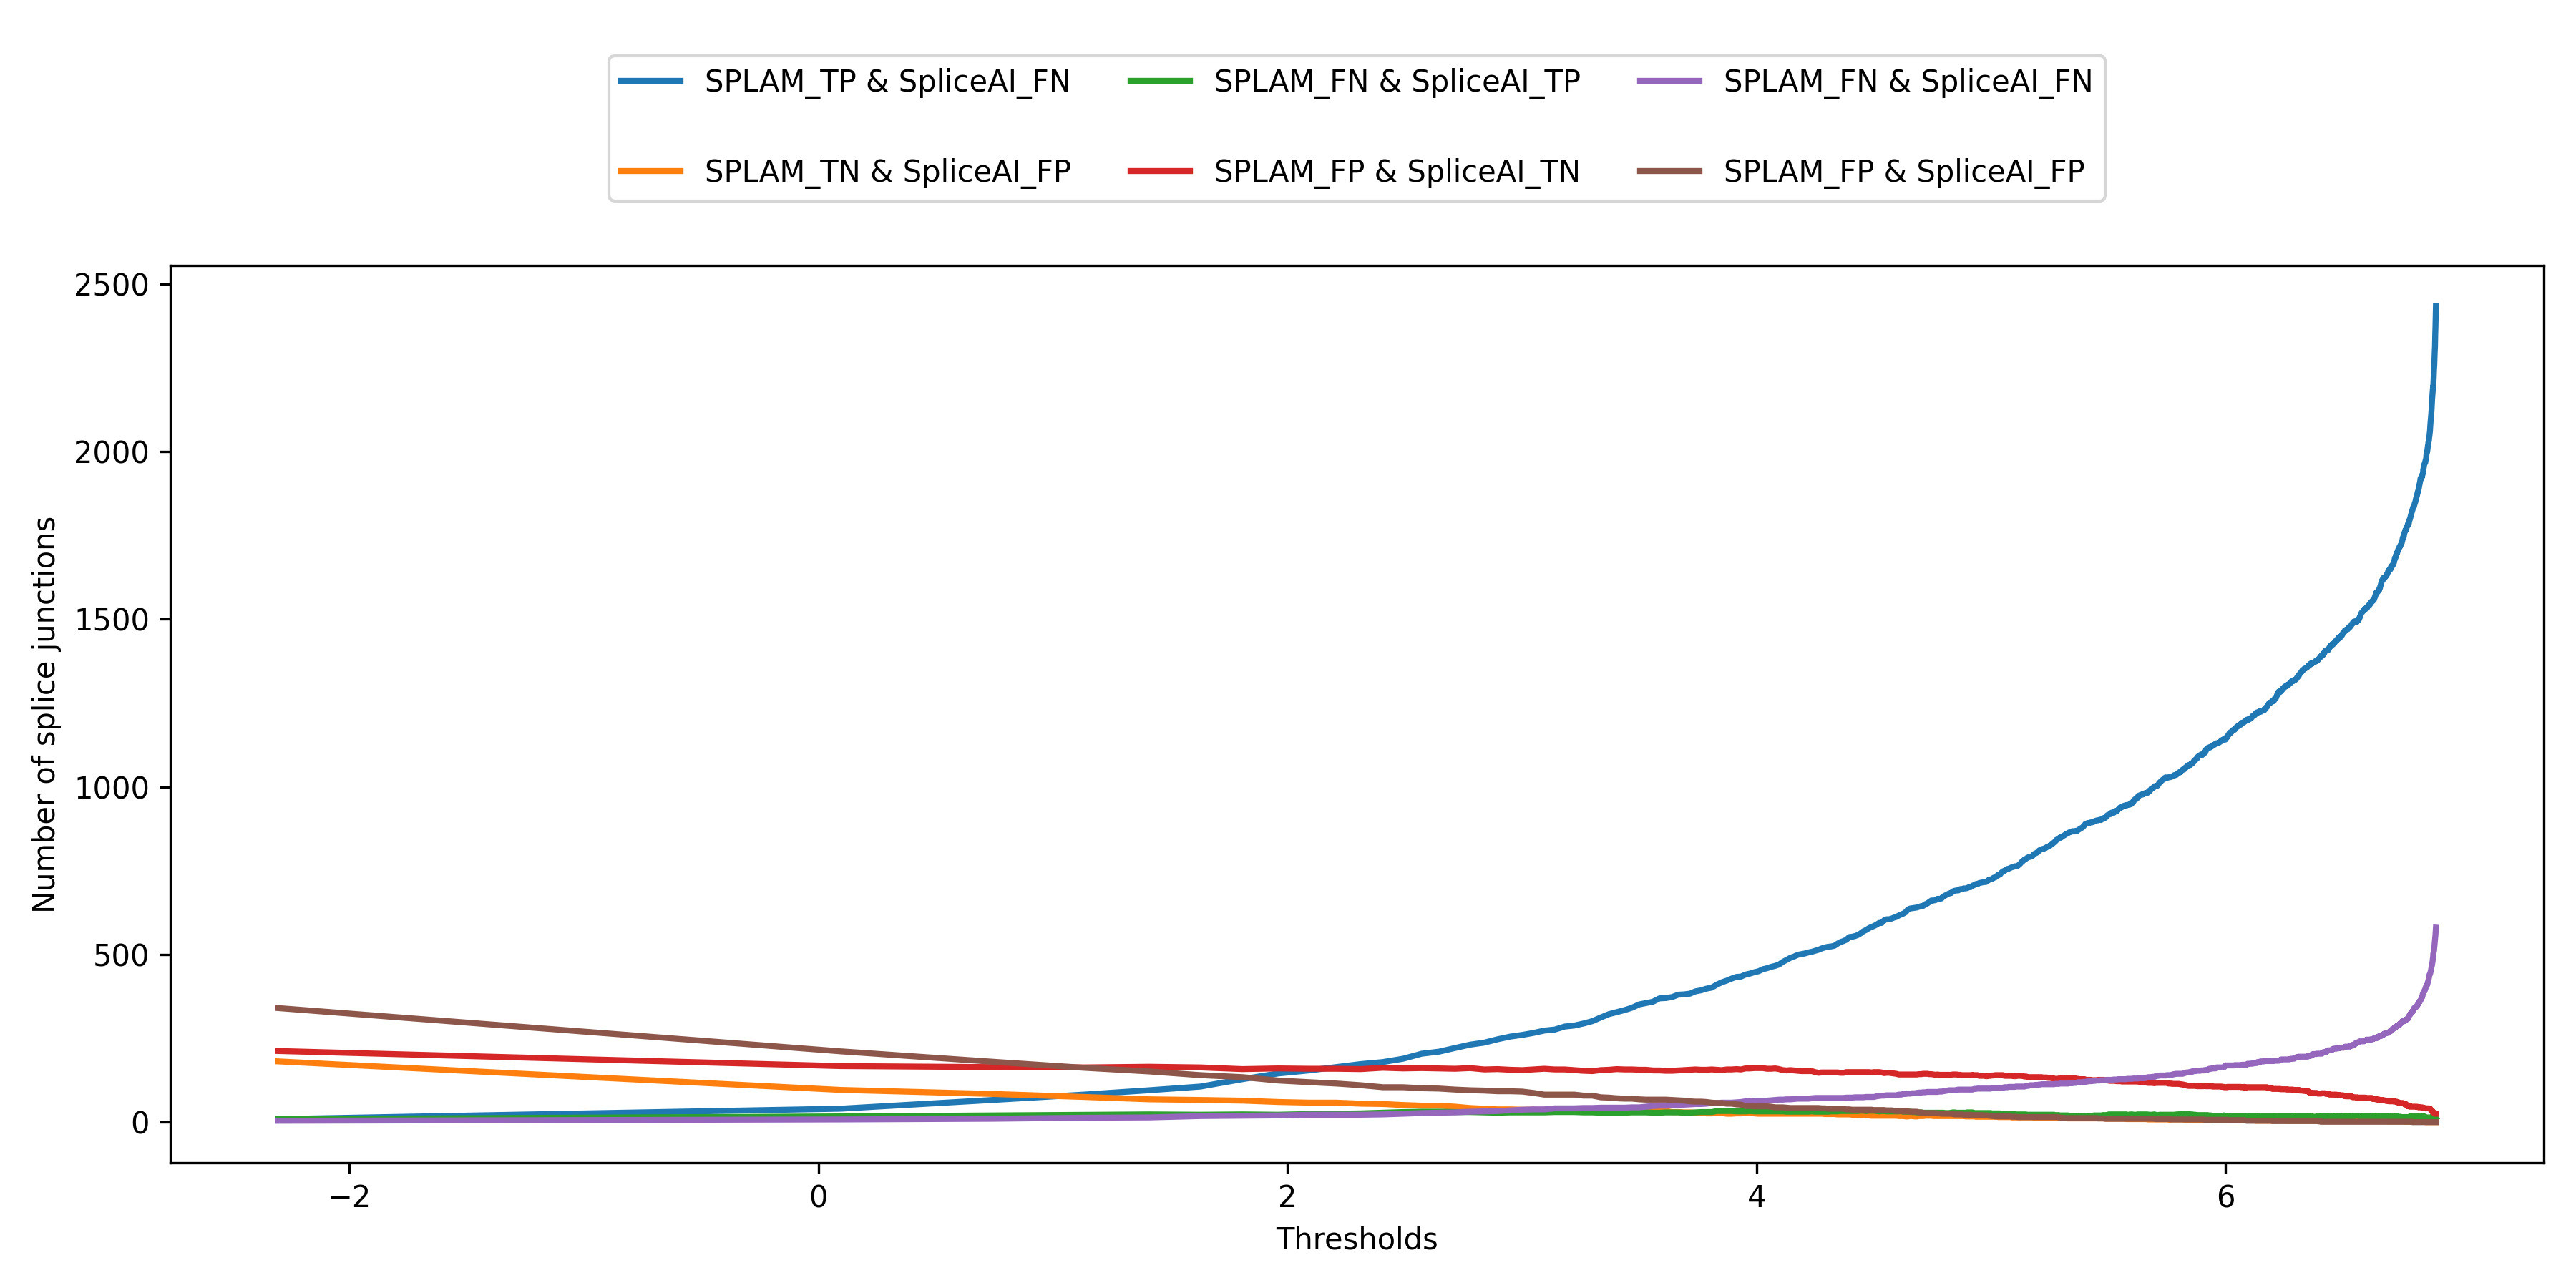 SPLAM_TP & SpliceAI_FN SPLAM_FN & SpliceAI_TP SPLAM_FN & SpliceAI_FN
SPLAM_TN & SpliceAI_FP SPLAM_FP & SpliceAI_TN SPLAM_FP & SpliceAI_FP
2500
2000
1500
1000
500
0
Number of splice junctions
−2 0 2 4 6
Thresholds